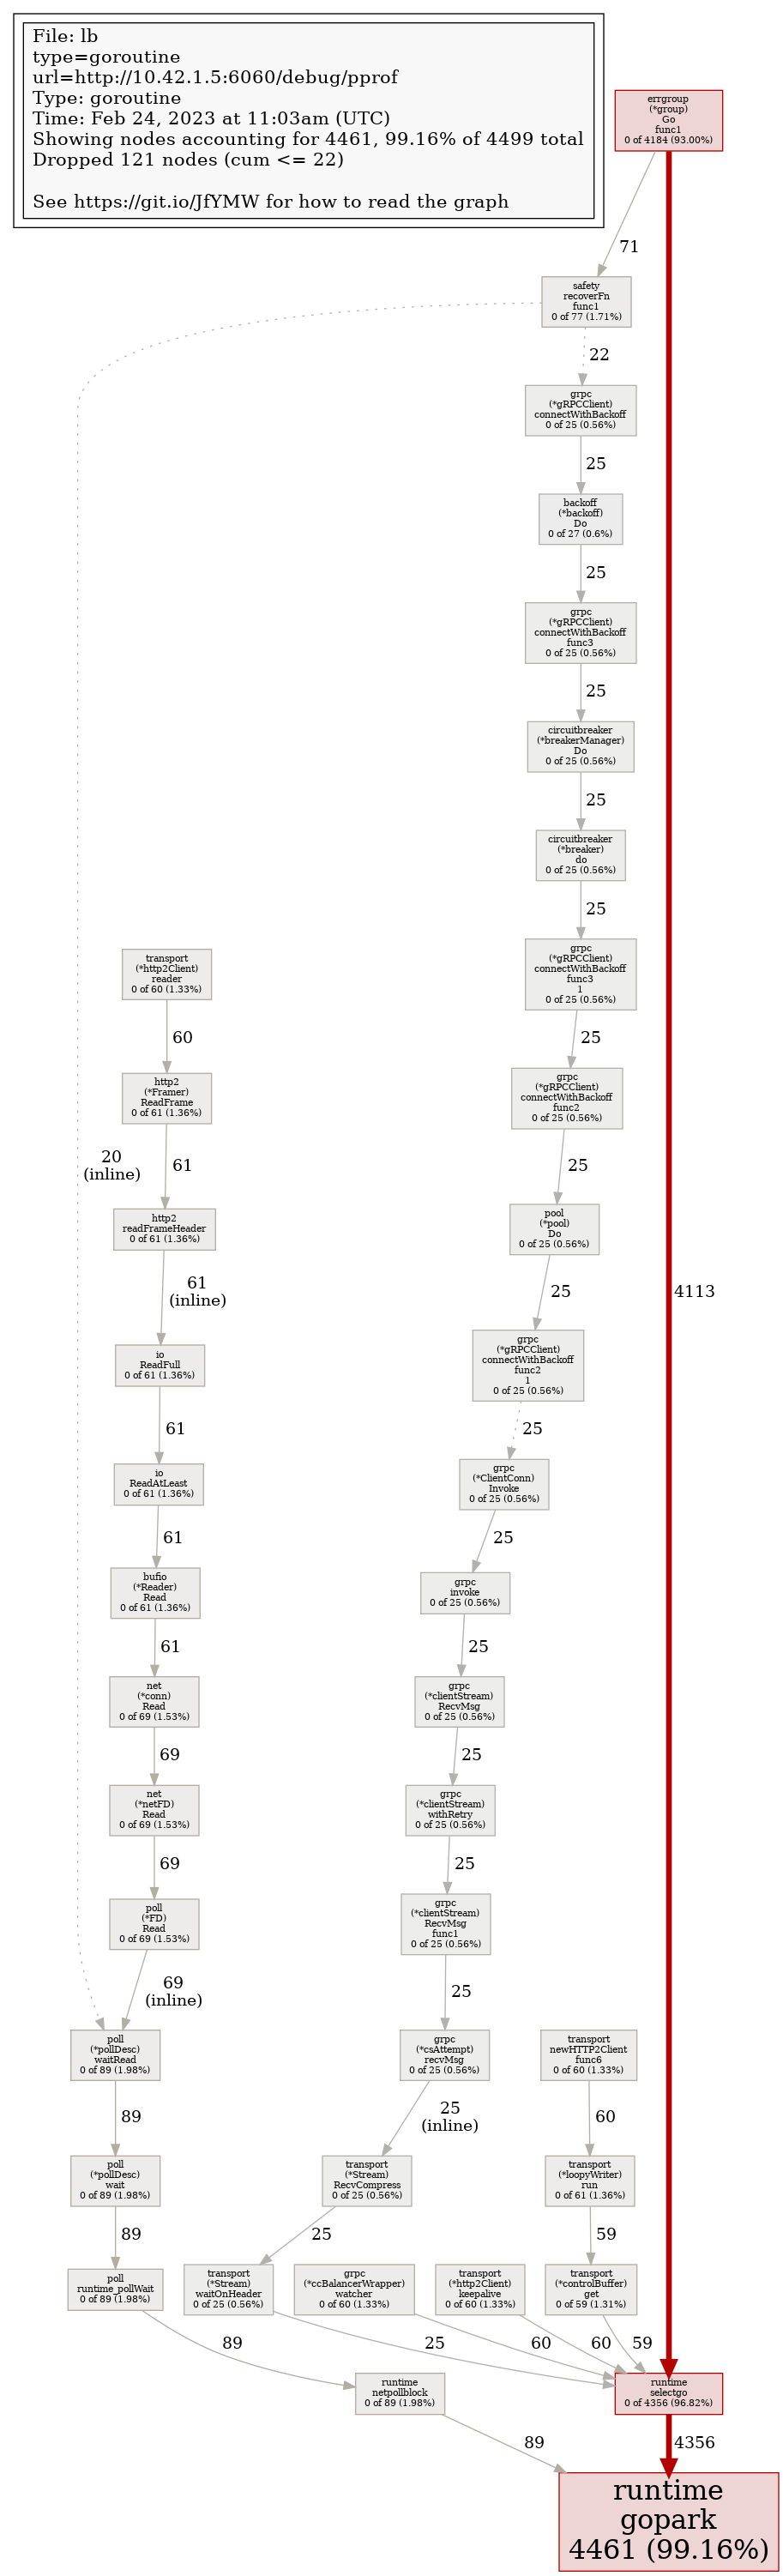 File: lb
type=goroutine
url=http://10.42.1.5:6060/debug/pprof
Type: goroutine
Time: Feb 24, 2023 at 11:03am (UTC)
Showing nodes accounting for 4461, 99.16% of 4499 total
Dropped 121 nodes (cum <= 22)
See https://git.io/JfYMW for how to read the graph
errgroup
(*group)
Go
func1
0 of 4184 (93.00%)
71
safety
recoverFn
func1
0 of 77 (1.71%)
22
grpc
(*gRPCClient)
connectWithBackoff
0 of 25 (0.56%)
25
backoff
(*backoff)
Do
0 of 27 (0.6%)
25
grpc
(*gRPCClient)
connectWithBackoff
func3
0 of 25 (0.56%)
25
circuitbreaker
(*breakerManager)
Do
0 of 25 (0.56%)
25
circuitbreaker
(*breaker)
do
0 of 25 (0.56%)
25
grpc
(*gRPCClient)
connectWithBackoff
func3
1
0 of 25 (0.56%)
25
grpc
(*gRPCClient)
connectWithBackoff
func2
0 of 25 (0.56%)
25
pool
(*pool)
Do
0 of 25 (0.56%)
25
grpc
(*gRPCClient)
connectWithBackoff
func2
1
0 of 25 (0.56%)
25
grpc
(*ClientConn)
Invoke
0 of 25 (0.56%)
25
grpc
invoke
0 of 25 (0.56%)
25
grpc
(*clientStream)
RecvMsg
0 of 25 (0.56%)
25
grpc
(*clientStream)
withRetry
0 of 25 (0.56%)
25
grpc
(*clientStream)
RecvMsg
func1
0 of 25 (0.56%)
25
grpc
(*csAttempt)
recvMsg
0 of 25 (0.56%)
25
(inline)
transport
(*Stream)
RecvCompress
0 of 25 (0.56%)
25
transport
(*Stream)
waitOnHeader
0 of 25 (0.56%)
25
transport
(*http2Client)
reader
0 of 60 (1.33%)
60
http2
(*Framer)
ReadFrame
0 of 61 (1.36%)
20
(inline)
61
http2
readFrameHeader
0 of 61 (1.36%)
61
(inline)
io
ReadFull
0 of 61 (1.36%)
61
io
ReadAtLeast
0 of 61 (1.36%)
61
bufio
(*Reader)
Read
0 of 61 (1.36%)
61
net
(*conn)
Read
0 of 69 (1.53%)
69
net
(*netFD)
Read
0 of 69 (1.53%)
69
poll
(*FD)
Read
0 of 69 (1.53%)
69
(inline)
poll
(*pollDesc)
waitRead
0 of 89 (1.98%)
89
poll
(*pollDesc)
wait
0 of 89 (1.98%)
89
poll
runtime_pollWait
0 of 89 (1.98%)
89
runtime
netpollblock
0 of 89 (1.98%)
89
grpc
(*ccBalancerWrapper)
watcher
0 of 60 (1.33%)
60
transport
(*http2Client)
keepalive
0 of 60 (1.33%)
60
transport
newHTTP2Client
func6
0 of 60 (1.33%)
60
transport
(*loopyWriter)
run
0 of 61 (1.36%)
59
transport
(*controlBuffer)
get
0 of 59 (1.31%)
59
4113
runtime
selectgo
0 of 4356 (96.82%)
4356
runtime
gopark
4461 (99.16%)